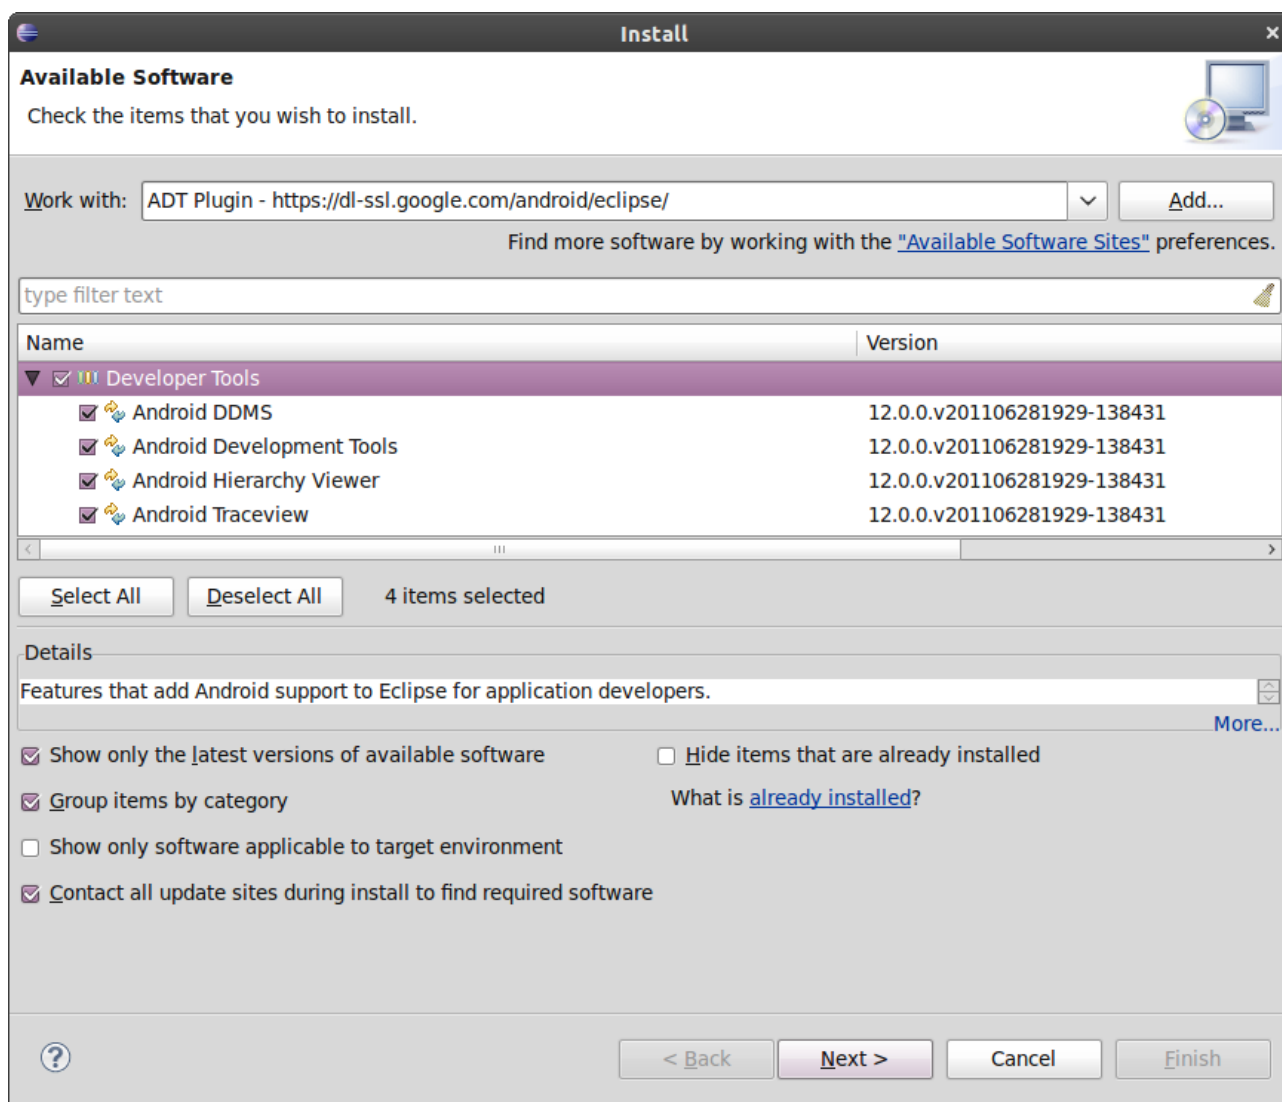 Install
Available Software
Check the items that you wish to install.
Work with: ADT Plugin - https://dl-ssl.google.com/android/eclipse/ Add...
Find more software by working with the "Available Software Sites" preferences.
type filter text
Name Version
Developer Tools
Android DDMS 12.0.0.v201106281929-138431
Android Development Tools 12.0.0.v201106281929-138431
Android Hierarchy Viewer 12.0.0.v201106281929-138431
Android Traceview 12.0.0.v201106281929-138431
Select All Deselect All 4 items selected
Details
Features that add Android support to Eclipse for application developers.
More...
Show only the latest versions of available software Hide items that are already installed
Group items by category What is already installed?
Show only software applicable to target environment
Contact all update sites during install to find required software
? < Back Next > Cancel Finish